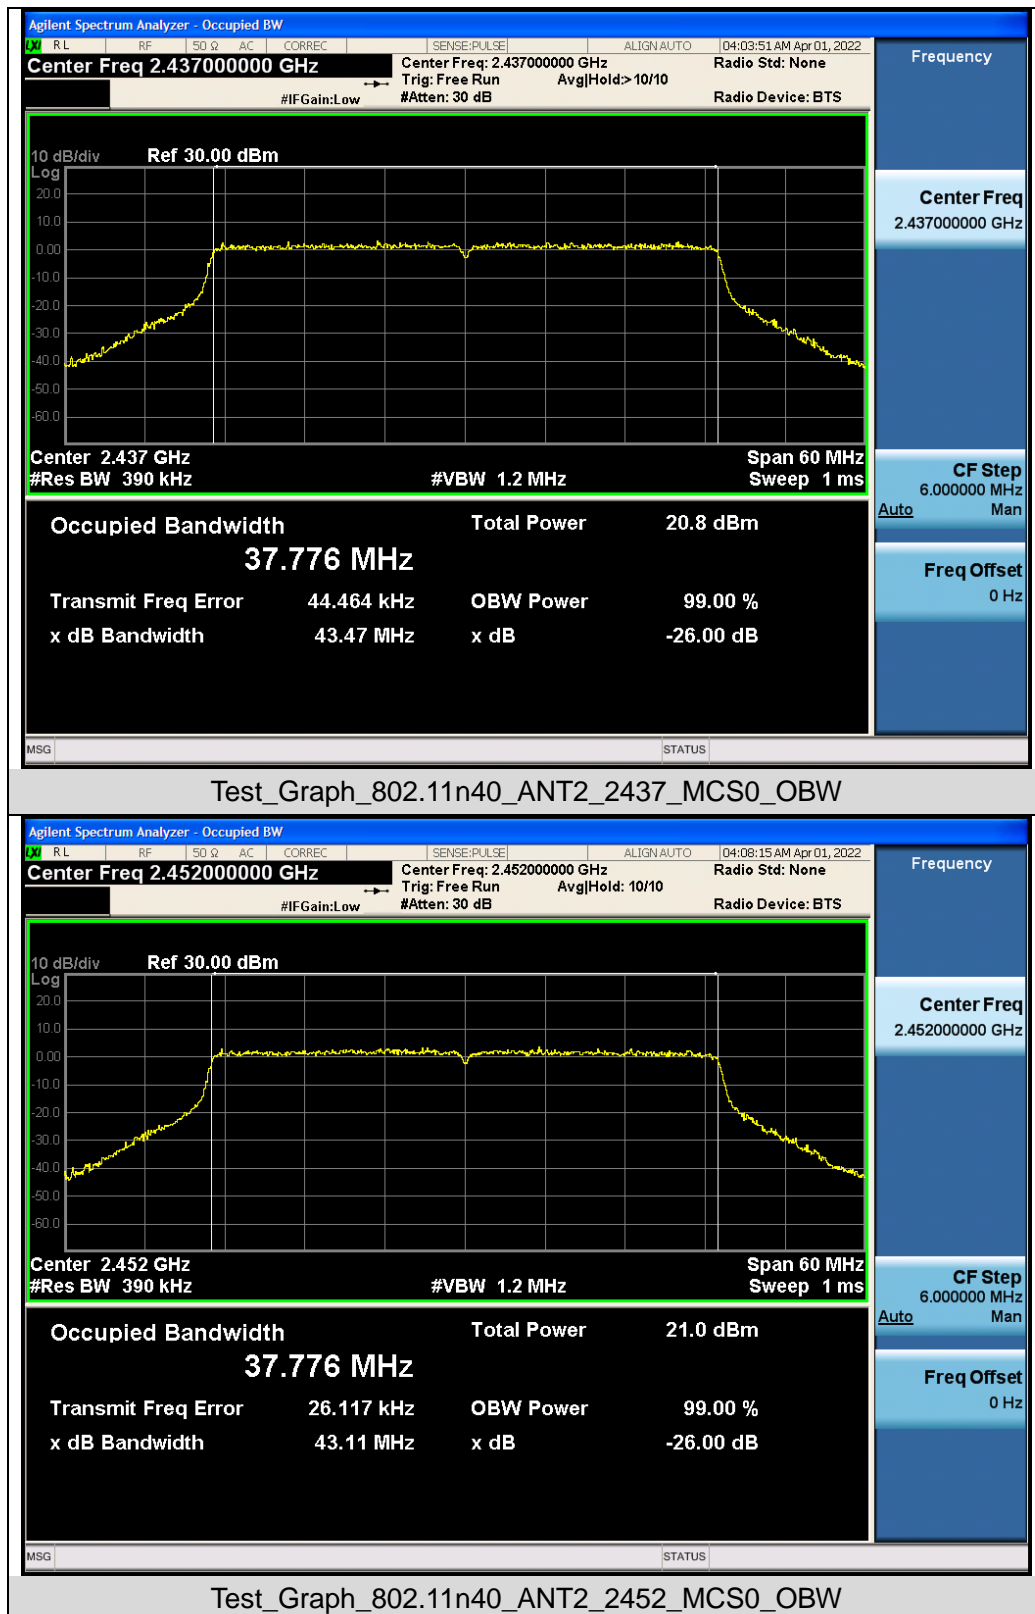 Agilent Spectrum Analyzer - Occupied BW
LXI RL RF 50 Ω AC CORREC SENSE:PULSE ALIGN AUTO 04:03:51 AM Apr 01, 2022
Center Freq 2.437000000 GHz Center Freq: 2.437000000 GHz Radio Std: None Frequency
Trig: Free Run Avg|Hold:> 10/10
#IFGain:Low #Atten: 30 dB Radio Device: BTS
10 dB/div Ref 30.00 dBm
Log
20.0
10.0
0.00
-10.0
-20.0
-30.0
-40.0
-50.0
-60.0
Center Freq
2.437000000 GHz
Center 2.437 GHz Span 60 MHz
#Res BW 390 kHz #VBW 1.2 MHz Sweep 1 ms
CF Step
6.000000 MHz
Auto Man
Occupied Bandwidth Total Power 20.8 dBm
37.776 MHz
Freq Offset
0 Hz
Transmit Freq Error 44.464 kHz OBW Power 99.00 %
x dB Bandwidth 43.47 MHz x dB -26.00 dB
MSG STATUS
Test_Graph_802.11n40_ANT2_2437_MCS0_OBW
Agilent Spectrum Analyzer - Occupied BW
LXI RL RF 50 Ω AC CORREC SENSE:PULSE ALIGN AUTO 04:08:15 AM Apr 01, 2022
Center Freq 2.452000000 GHz Center Freq: 2.452000000 GHz Radio Std: None Frequency
Trig: Free Run Avg|Hold: 10/10
#IFGain:Low #Atten: 30 dB Radio Device: BTS
10 dB/div Ref 30.00 dBm
Log
20.0
10.0
0.00
-10.0
-20.0
-30.0
-40.0
-50.0
-60.0
Center Freq
2.452000000 GHz
Center 2.452 GHz Span 60 MHz
#Res BW 390 kHz #VBW 1.2 MHz Sweep 1 ms
CF Step
6.000000 MHz
Auto Man
Occupied Bandwidth Total Power 21.0 dBm
37.776 MHz
Freq Offset
0 Hz
Transmit Freq Error 26.117 kHz OBW Power 99.00 %
x dB Bandwidth 43.11 MHz x dB -26.00 dB
MSG STATUS
Test_Graph_802.11n40_ANT2_2452_MCS0_OBW